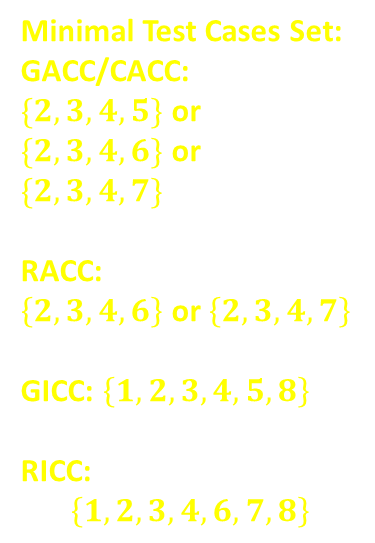 Minimal Test Cases Set:
GACC/CACC:
{2, 3, 4, 5} or
{2, 3, 4, 6} or
{2, 3, 4, 7}
RACC:
{2, 3, 4, 6} or {2, 3, 4, 7}
GICC: {1, 2, 3, 4, 5, 8}
RICC:
{1, 2, 3, 4, 6, 7, 8}